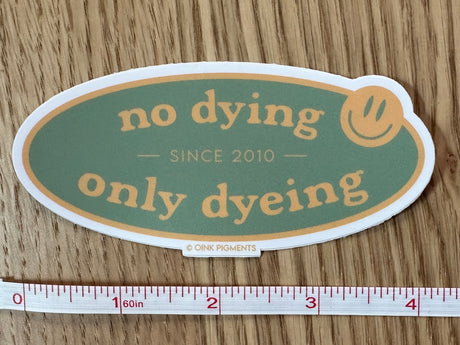 no dying
SINCE 2010
only dyeing
© OINK PIGMENTS
0 1 60in 2 3 4